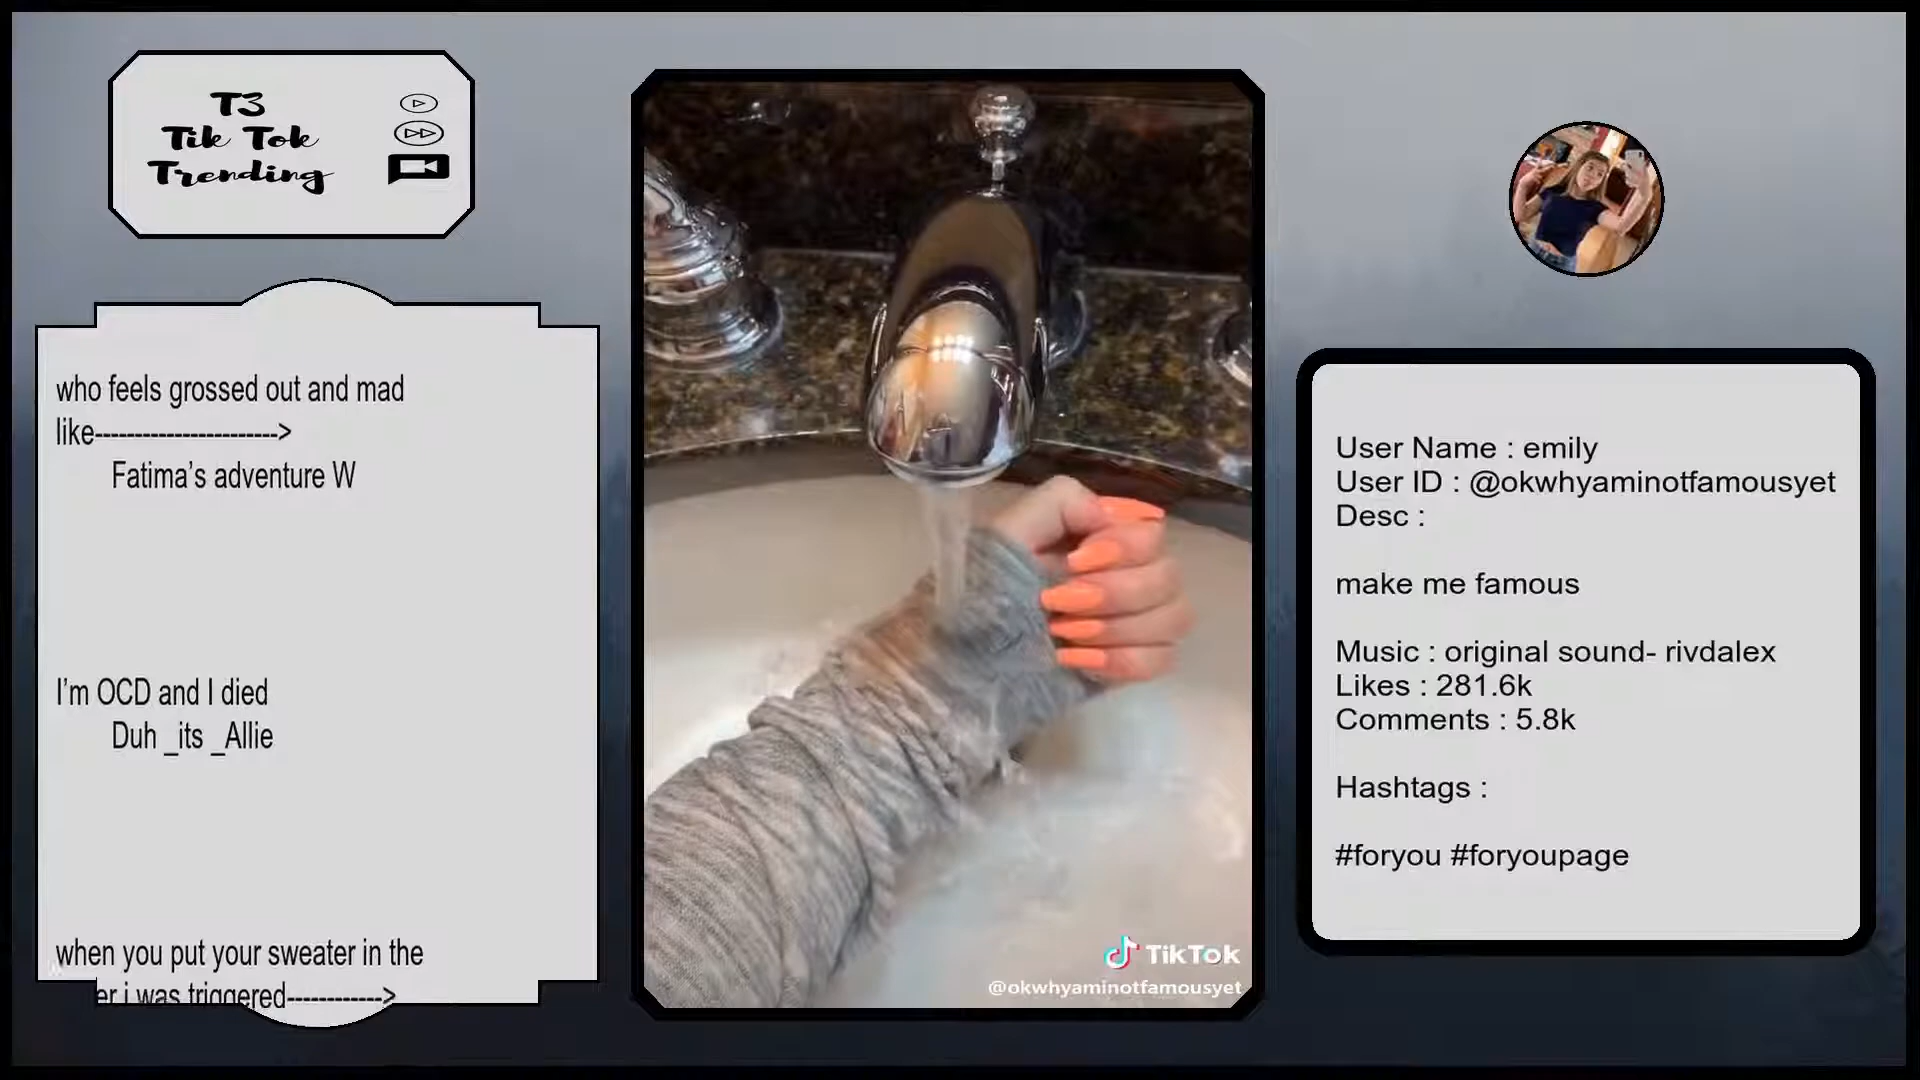 T3
Tik Tok
Trending
who feels grossed out and mad
like----------------------->
Fatima's adventure W
I'm OCD and I died
Duh _its _Allie
when you put your sweater in the
er i was triggered------------>
TikTok
@okwhyaminotfamousyet
User Name : emily
User ID : @okwhyaminotfamousyet
Desc :
make me famous
Music : original sound- rivdalex
Likes : 281.6k
Comments : 5.8k
Hashtags :
#foryou #foryoupage